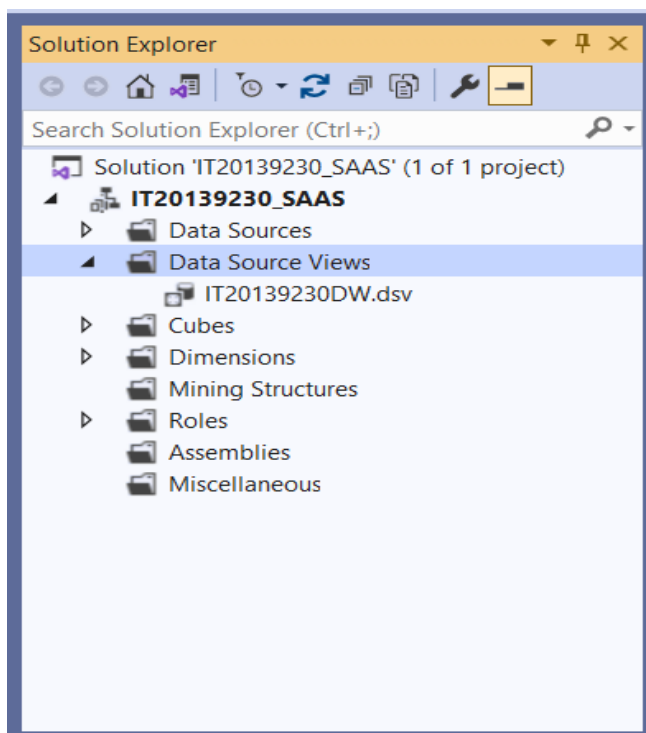 Solution Explorer
Search Solution Explorer (Ctrl+;)
Solution 'IT20139230_SAAS' (1 of 1 project)
IT20139230_SAAS
Data Sources
Data Source Views
IT20139230DW.dsv
Cubes
Dimensions
Mining Structures
Roles
Assemblies
Miscellaneous